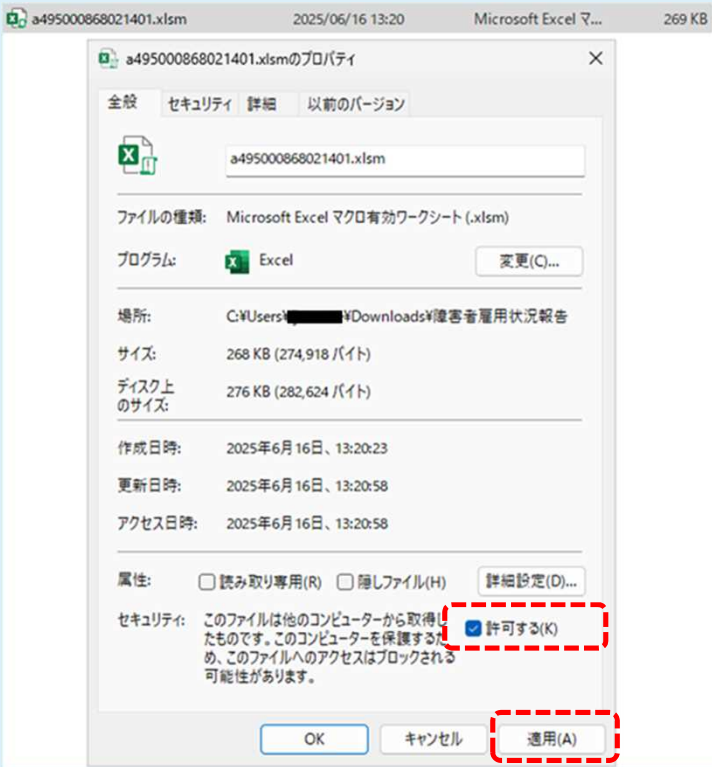 a495000868021401.xlsm 2025/06/16 13:20 Microsoft Excel マ... 269 KB
a495000868021401.xlsmのプロパティ
全般 セキュリティ 詳細 以前のバージョン
a495000868021401.xlsm
ファイルの種類: Microsoft Excel マクロ有効ワークシート (.xlsm)
プログラム: Excel 変更(C)...
場所: C:¥Users¥ ¥Downloads¥障害者雇用状況報告
サイズ: 268 KB (274,918 バイト)
ディスク上
のサイズ: 276 KB (282,624 バイト)
作成日時: 2025年6月16日、13:20:23
更新日時: 2025年6月16日、13:20:58
アクセス日時: 2025年6月16日、13:20:58
属性: 読み取り専用(R) 隠しファイル(H) 詳細設定(D)...
セキュリティ: このファイルは他のコンピューターから取得し
たものです。このコンピューターを保護するた
め、このファイルへのアクセスはブロックされる
可能性があります。
許可する(K)
OK キャンセル 適用(A)